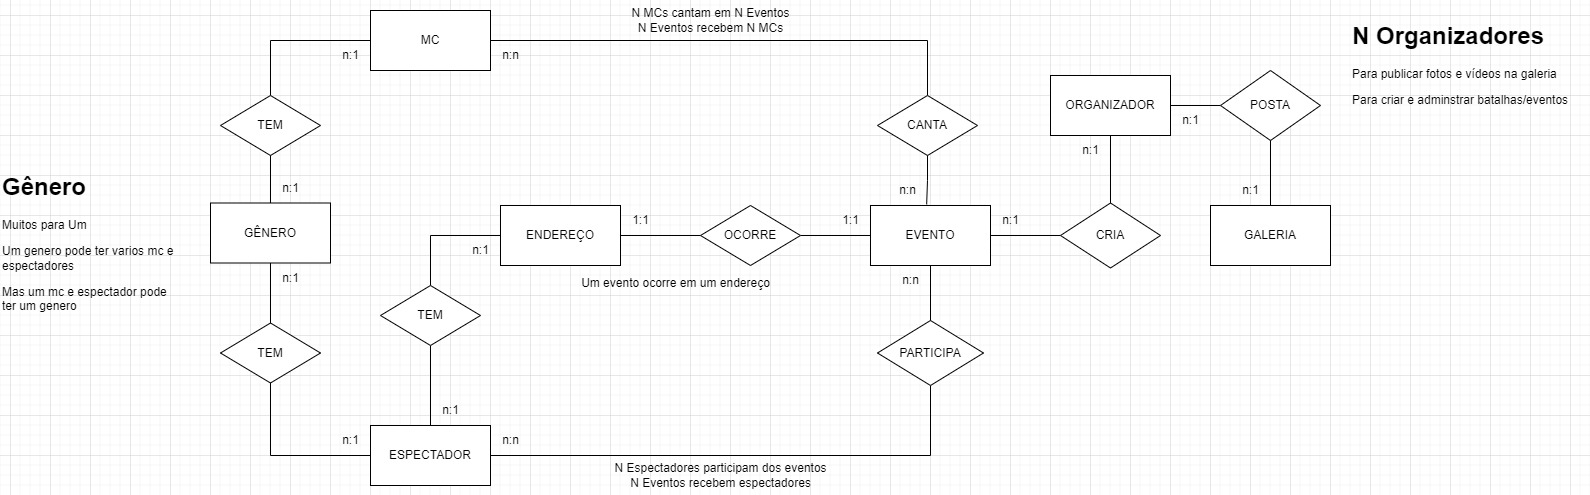 N MCs cantam em N Eventos
N Eventos recebem N MCs
MC
n:1
n:n
N Organizadores
Para publicar fotos e vídeos na galeria
Para criar e adminstrar batalhas/eventos
ORGANIZADOR
POSTA
n:1
n:1
TEM
CANTA
Gênero
Muitos para Um
Um genero pode ter varios mc e
espectadores
Mas um mc e espectador pode
ter um genero
n:1
n:n
n:1
GÊNERO
n:1
ENDEREÇO
1:1
OCORRE
1:1
EVENTO
n:1
CRIA
GALERIA
n:1
n:n
Um evento ocorre em um endereço
TEM
TEM
PARTICIPA
n:1
n:1
n:n
ESPECTADOR
N Espectadores participam dos eventos
N Eventos recebem espectadores